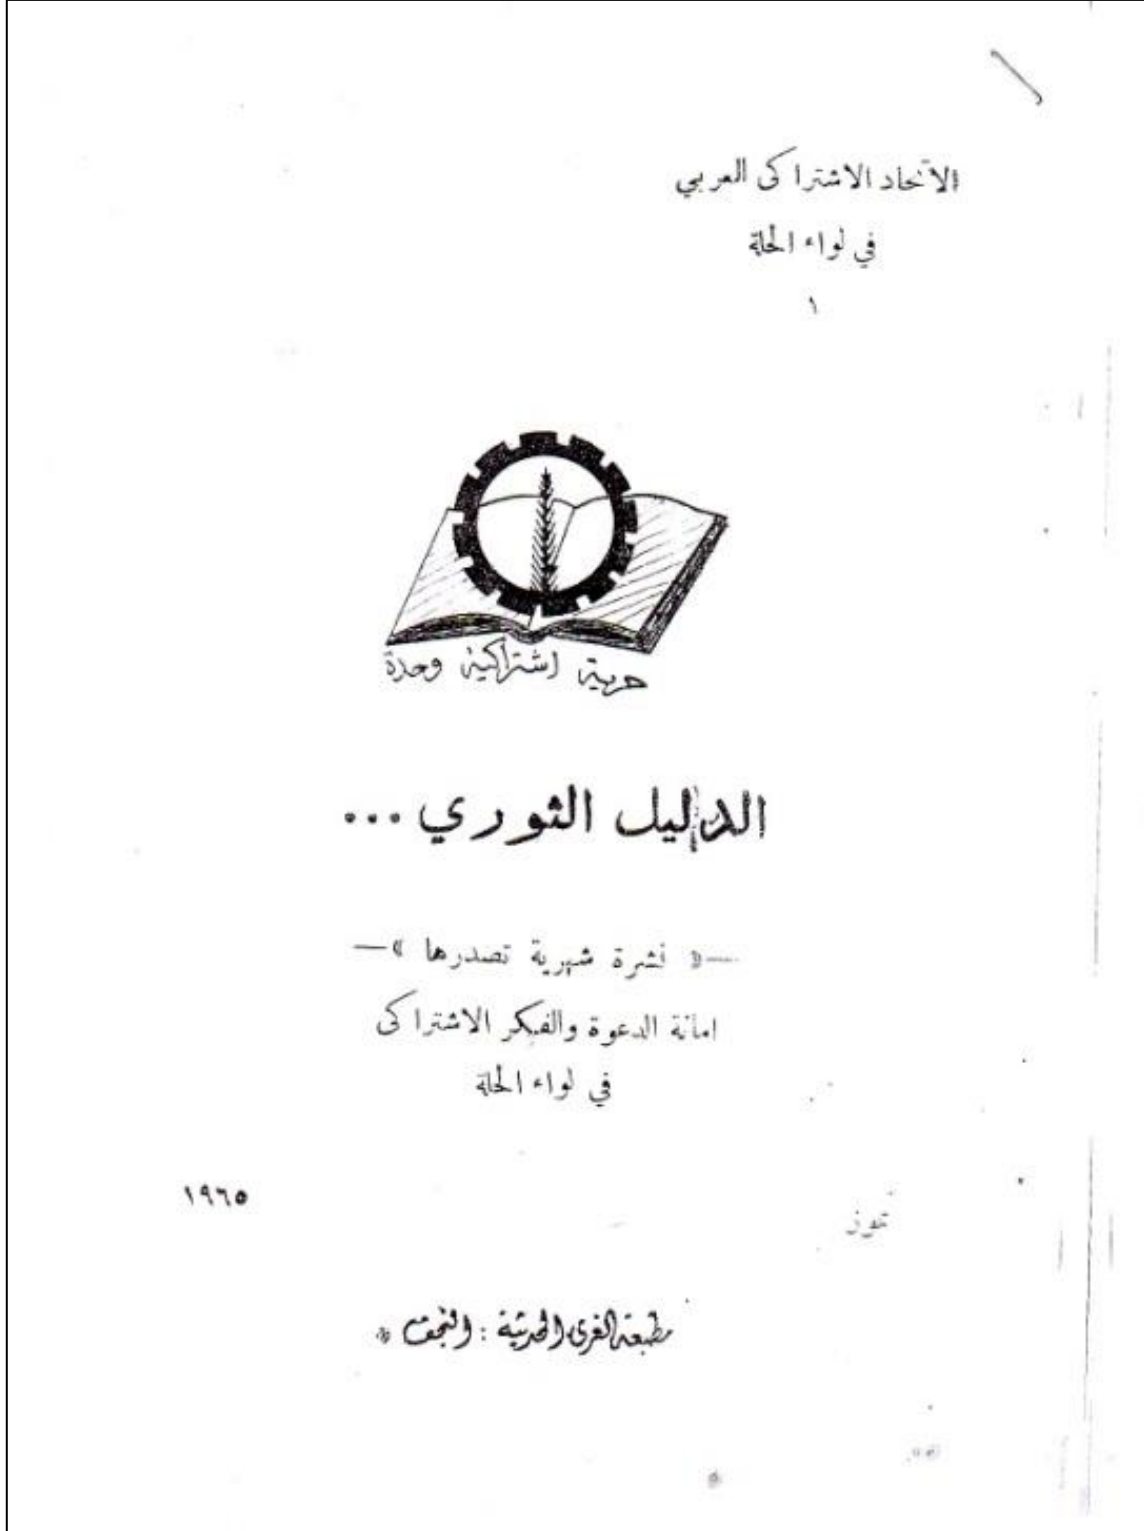 الاتحاد الاشتراكي العربي
في لواء الحلة
١
حرية اشتراكية وحدة
الدليل الثوري ...
—« نشرة شهرية تصدرها »—
امانة الدعوة والفكر الاشتراكي
في لواء الحلة
تموز ١٩٦٥
مطبعة الغري الحديثة : النجف *